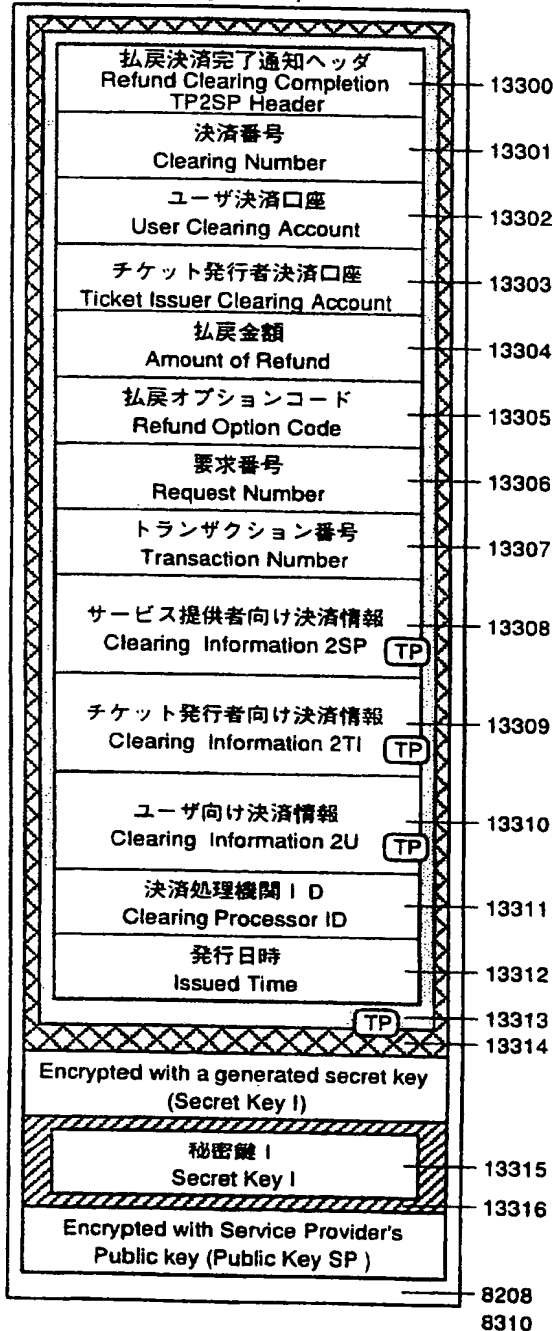 払戻決済完了通知ヘッダ
Refund Clearing Completion
TP2SP Header
13300
決済番号
Clearing Number
13301
ユーザ決済口座
User Clearing Account
13302
チケット発行者決済口座
Ticket Issuer Clearing Account
13303
払戻金額
Amount of Refund
13304
払戻オプションコード
Refund Option Code
13305
要求番号
Request Number
13306
トランザクション番号
Transaction Number
13307
サービス提供者向け決済情報
Clearing Information 2SP
TP
13308
チケット発行者向け決済情報
Clearing Information 2TI
TP
13309
ユーザ向け決済情報
Clearing Information 2U
TP
13310
決済処理機関ID
Clearing Processor ID
13311
発行日時
Issued Time
13312
TP
13313
13314
Encrypted with a generated secret key
(Secret Key I)
秘密鍵 I
Secret Key I
13315
13316
Encrypted with Service Provider's
Public key (Public Key SP )
8208
8310